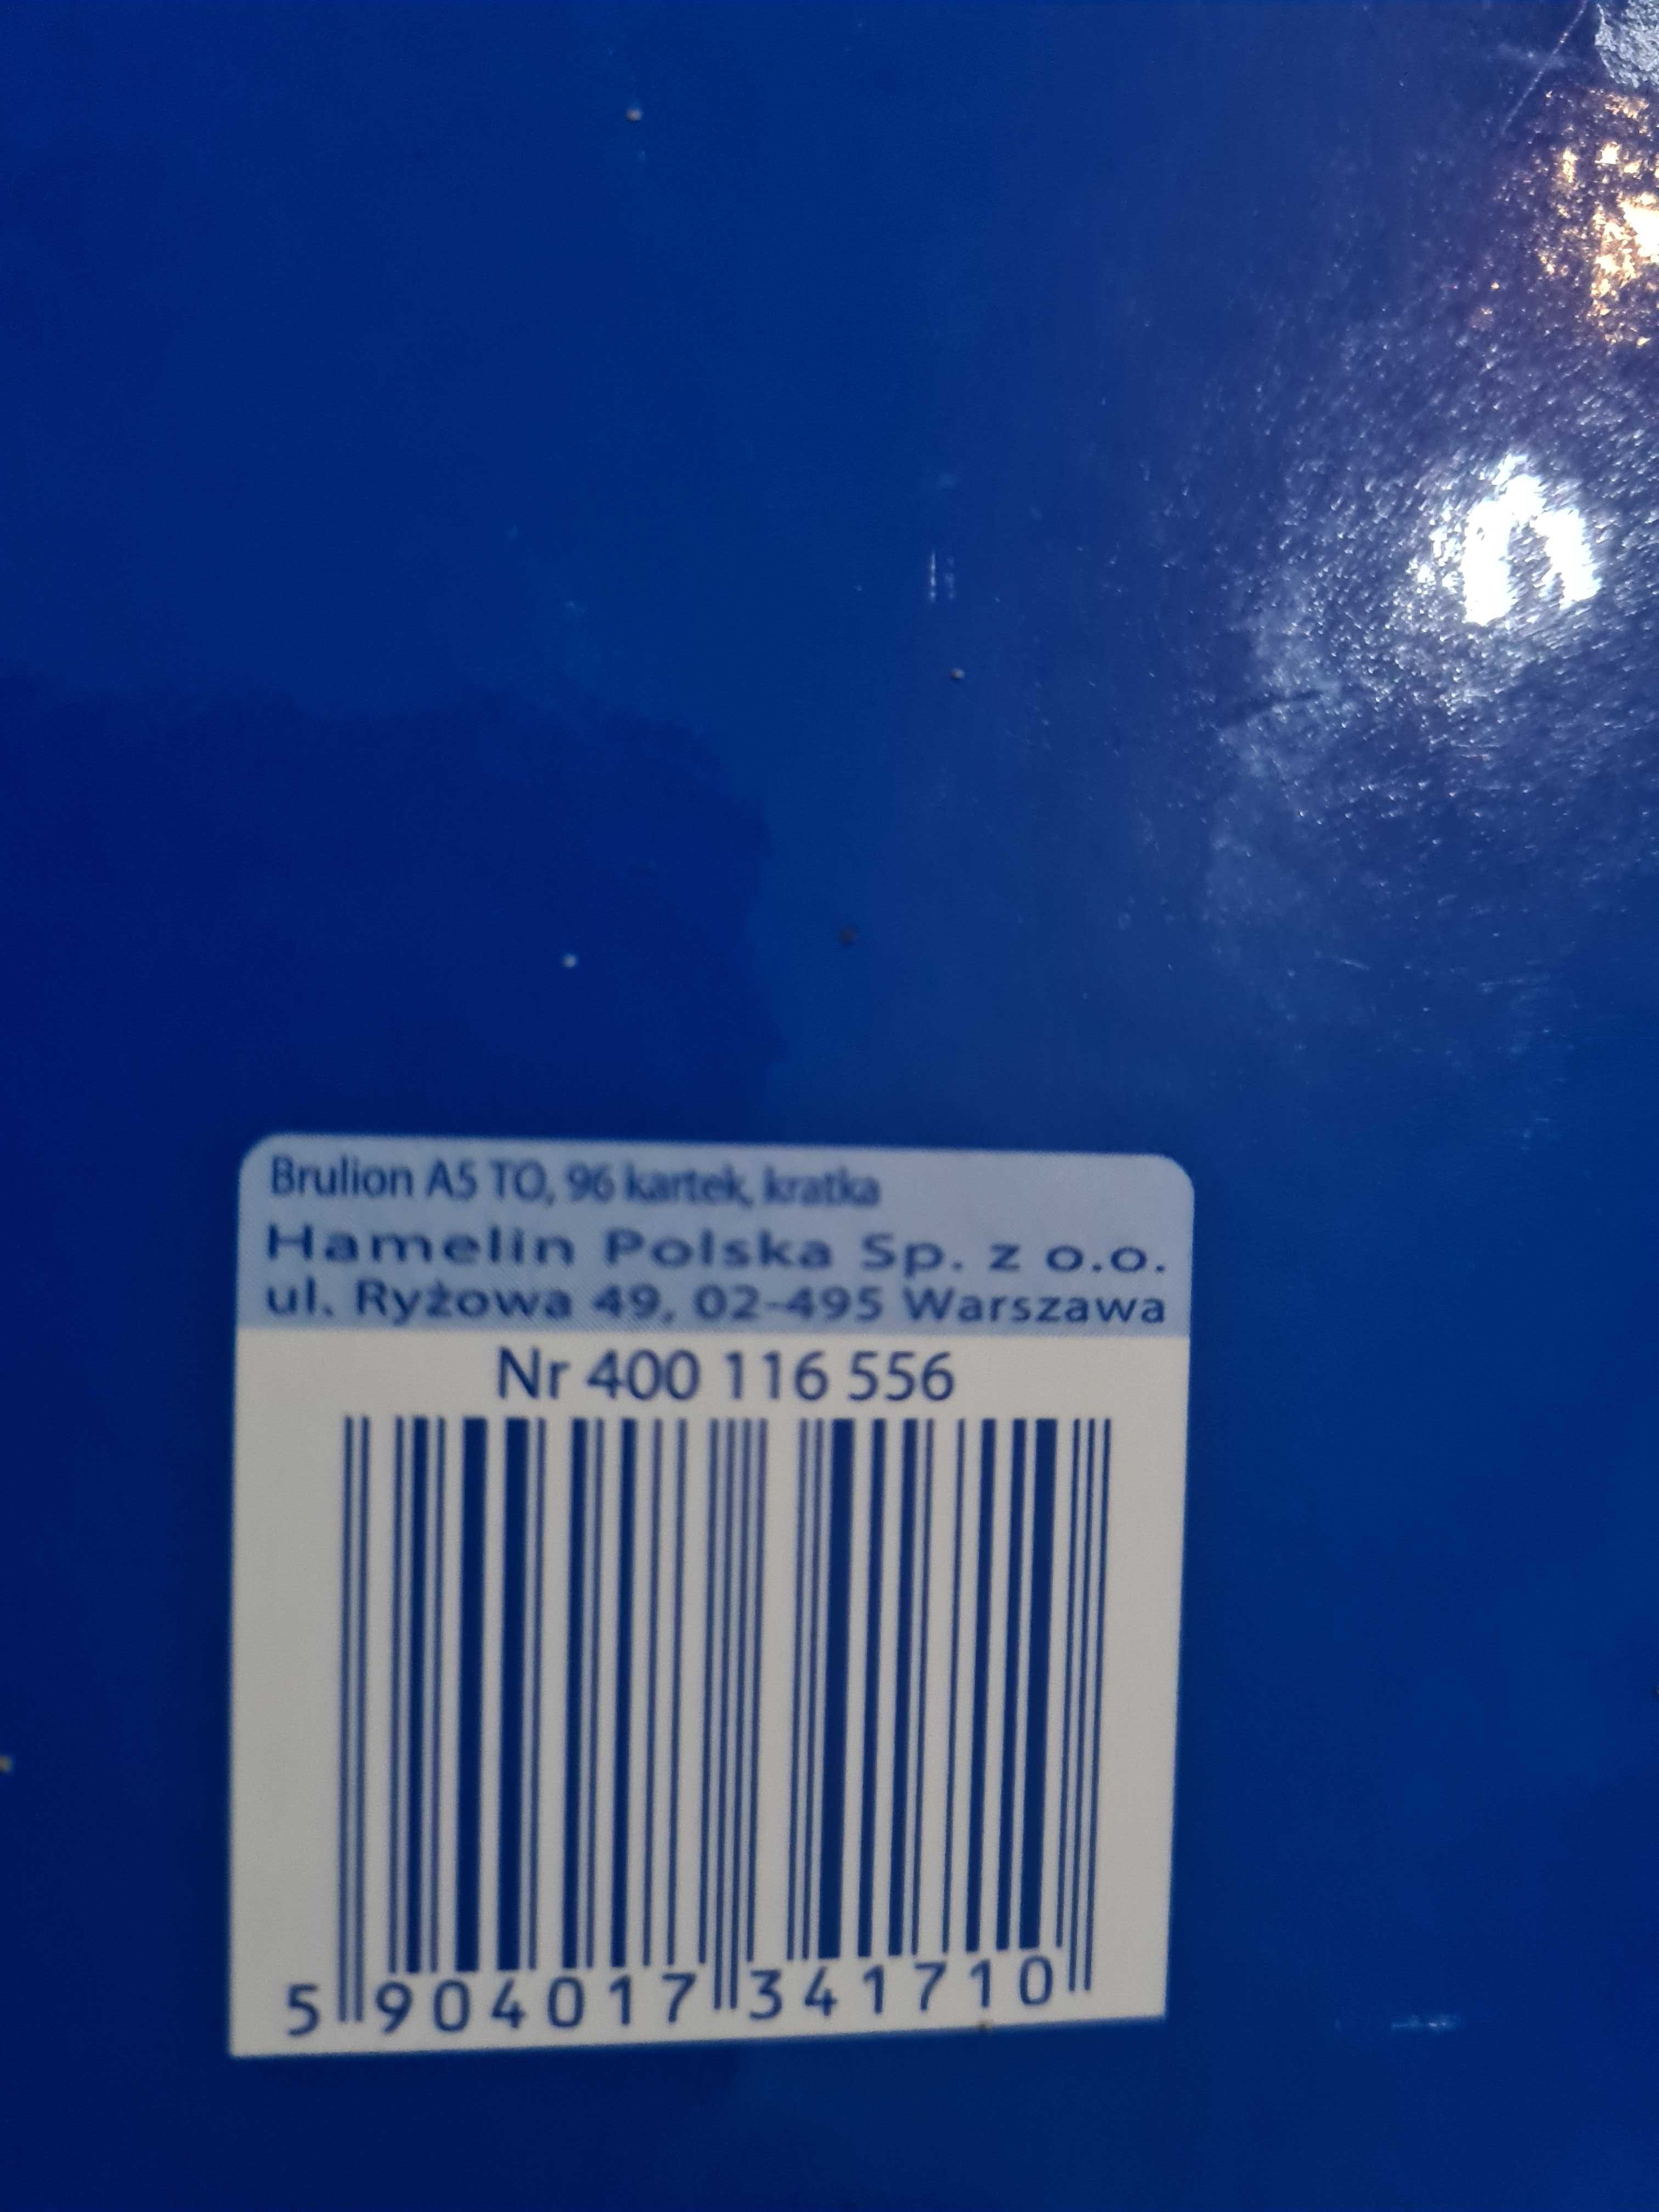 Brulion A5 TO, 96 kartek, kratka
Hamelin Polska Sp. z o.o.
ul. Ryżowa 49, 02-495 Warszawa
Nr 400 116 556
5 904017 341710